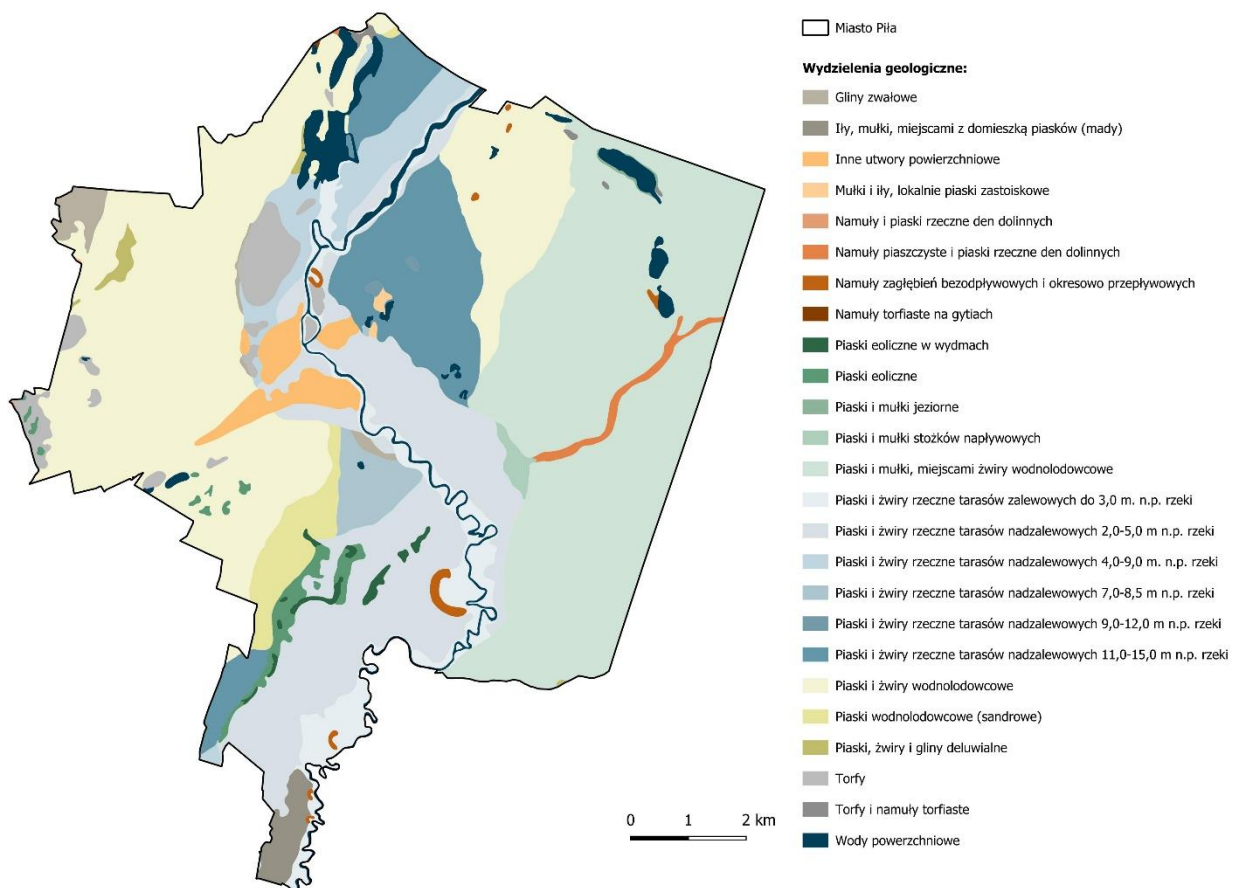 Miasto Piła
Wydzielenia geologiczne:
Gliny zwałowe
Iły, mułki, miejscami z domieszką piasków (mady)
Inne utwory powierzchniowe
Mułki i iły, lokalnie piaski zastoiskowe
Namuły i piaski rzeczne den dolinnych
Namuły piaszczyste i piaski rzeczne den dolinnych
Namuły zagłębień bezodpływowych i okresowo przepływowych
Namuły torfiaste na gytiach
Piaski eoliczne w wydmach
Piaski eoliczne
Piaski i mułki jeziorne
Piaski i mułki stożków napływowych
Piaski i mułki, miejscami żwiry wodnolodowcowe
Piaski i żwiry rzeczne tarasów zalewowych do 3,0 m. n.p. rzeki
Piaski i żwiry rzeczne tarasów nadzalewowych 2,0-5,0 m n.p. rzeki
Piaski i żwiry rzeczne tarasów nadzalewowych 4,0-9,0 m. n.p. rzeki
Piaski i żwiry rzeczne tarasów nadzalewowych 7,0-8,5 m n.p. rzeki
Piaski i żwiry rzeczne tarasów nadzalewowych 9,0-12,0 m n.p. rzeki
Piaski i żwiry rzeczne tarasów nadzalewowych 11,0-15,0 m n.p. rzeki
Piaski i żwiry wodnolodowcowe
Piaski wodnolodowcowe (sandrowe)
Piaski, żwiry i gliny deluwialne
Torfy
Torfy i namuły torfiaste
Wody powierzchniowe
0 1 2 km